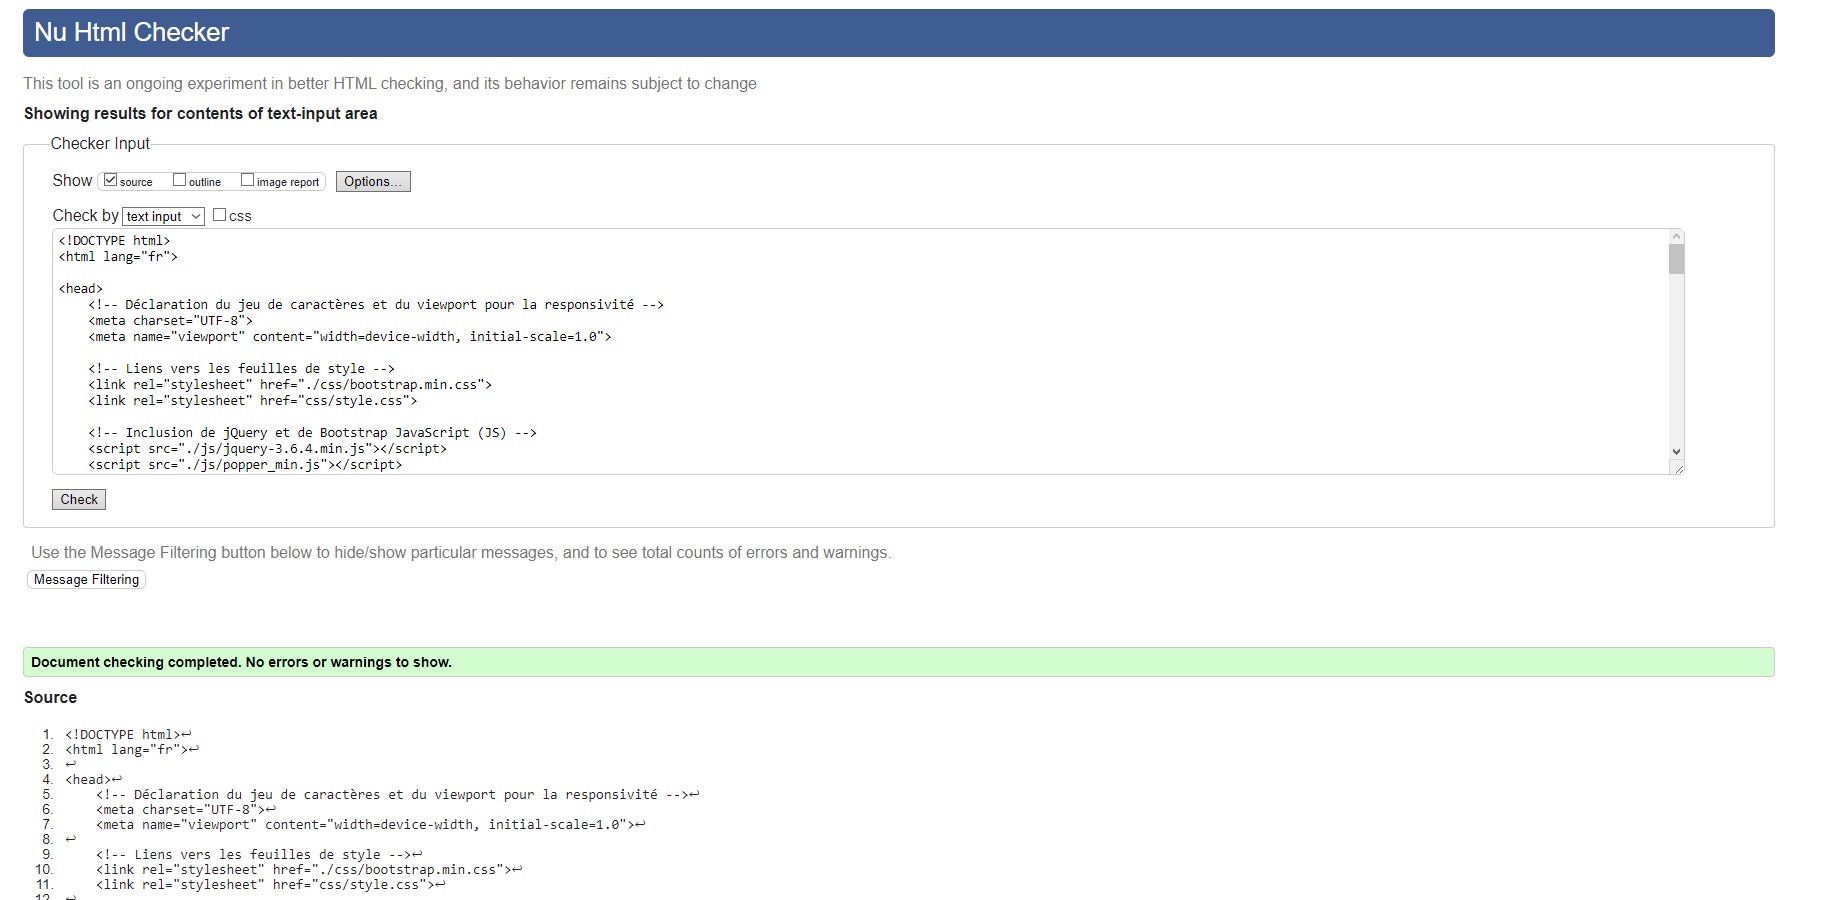 Nu Html Checker
This tool is an ongoing experiment in better HTML checking, and its behavior remains subject to change
Showing results for contents of text-input area
Checker Input
Show source outline image report Options...
Check by text input css
<!DOCTYPE html>
<html lang="fr">
<head>
<!-- Déclaration du jeu de caractères et du viewport pour la responsivité -->
<meta charset="UTF-8">
<meta name="viewport" content="width=device-width, initial-scale=1.0">
<!-- Liens vers les feuilles de style -->
<link rel="stylesheet" href="./css/bootstrap.min.css">
<link rel="stylesheet" href="css/style.css">
<!-- Inclusion de jQuery et de Bootstrap JavaScript (JS) -->
<script src="./js/jquery-3.6.4.min.js"></script>
<script src="./js/popper_min.js"></script>
Check
Use the Message Filtering button below to hide/show particular messages, and to see total counts of errors and warnings.
Message Filtering
Document checking completed. No errors or warnings to show.
Source
1. <!DOCTYPE html>↩
2. <html lang="fr">↩
3. ↩
4. <head>↩
5. <!-- Déclaration du jeu de caractères et du viewport pour la responsivité -->↩
6. <meta charset="UTF-8">↩
7. <meta name="viewport" content="width=device-width, initial-scale=1.0">↩
8. ↩
9. <!-- Liens vers les feuilles de style -->↩
10. <link rel="stylesheet" href="./css/bootstrap.min.css">↩
11. <link rel="stylesheet" href="css/style.css">↩
12. ↩